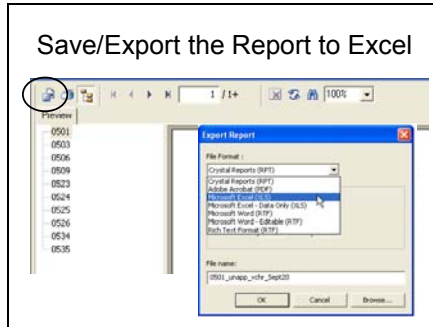 Save/Export the Report to Excel
1 / 1+ 100%
Preview
0501
0503
0506
0509
0523
0524
0525
0526
0534
0535
Export Report
File Format :
Crystal Reports (RPT)
Crystal Reports (RPT)
Adobe Acrobat (PDF)
Microsoft Excel (XLS)
Microsoft Excel - Data Only (XLS)
Microsoft Word (RTF)
Microsoft Word - Editable (RTF)
Rich Text Format (RTF)
File name:
0501_unapp_vchr_Sept20
OK Cancel Browse...